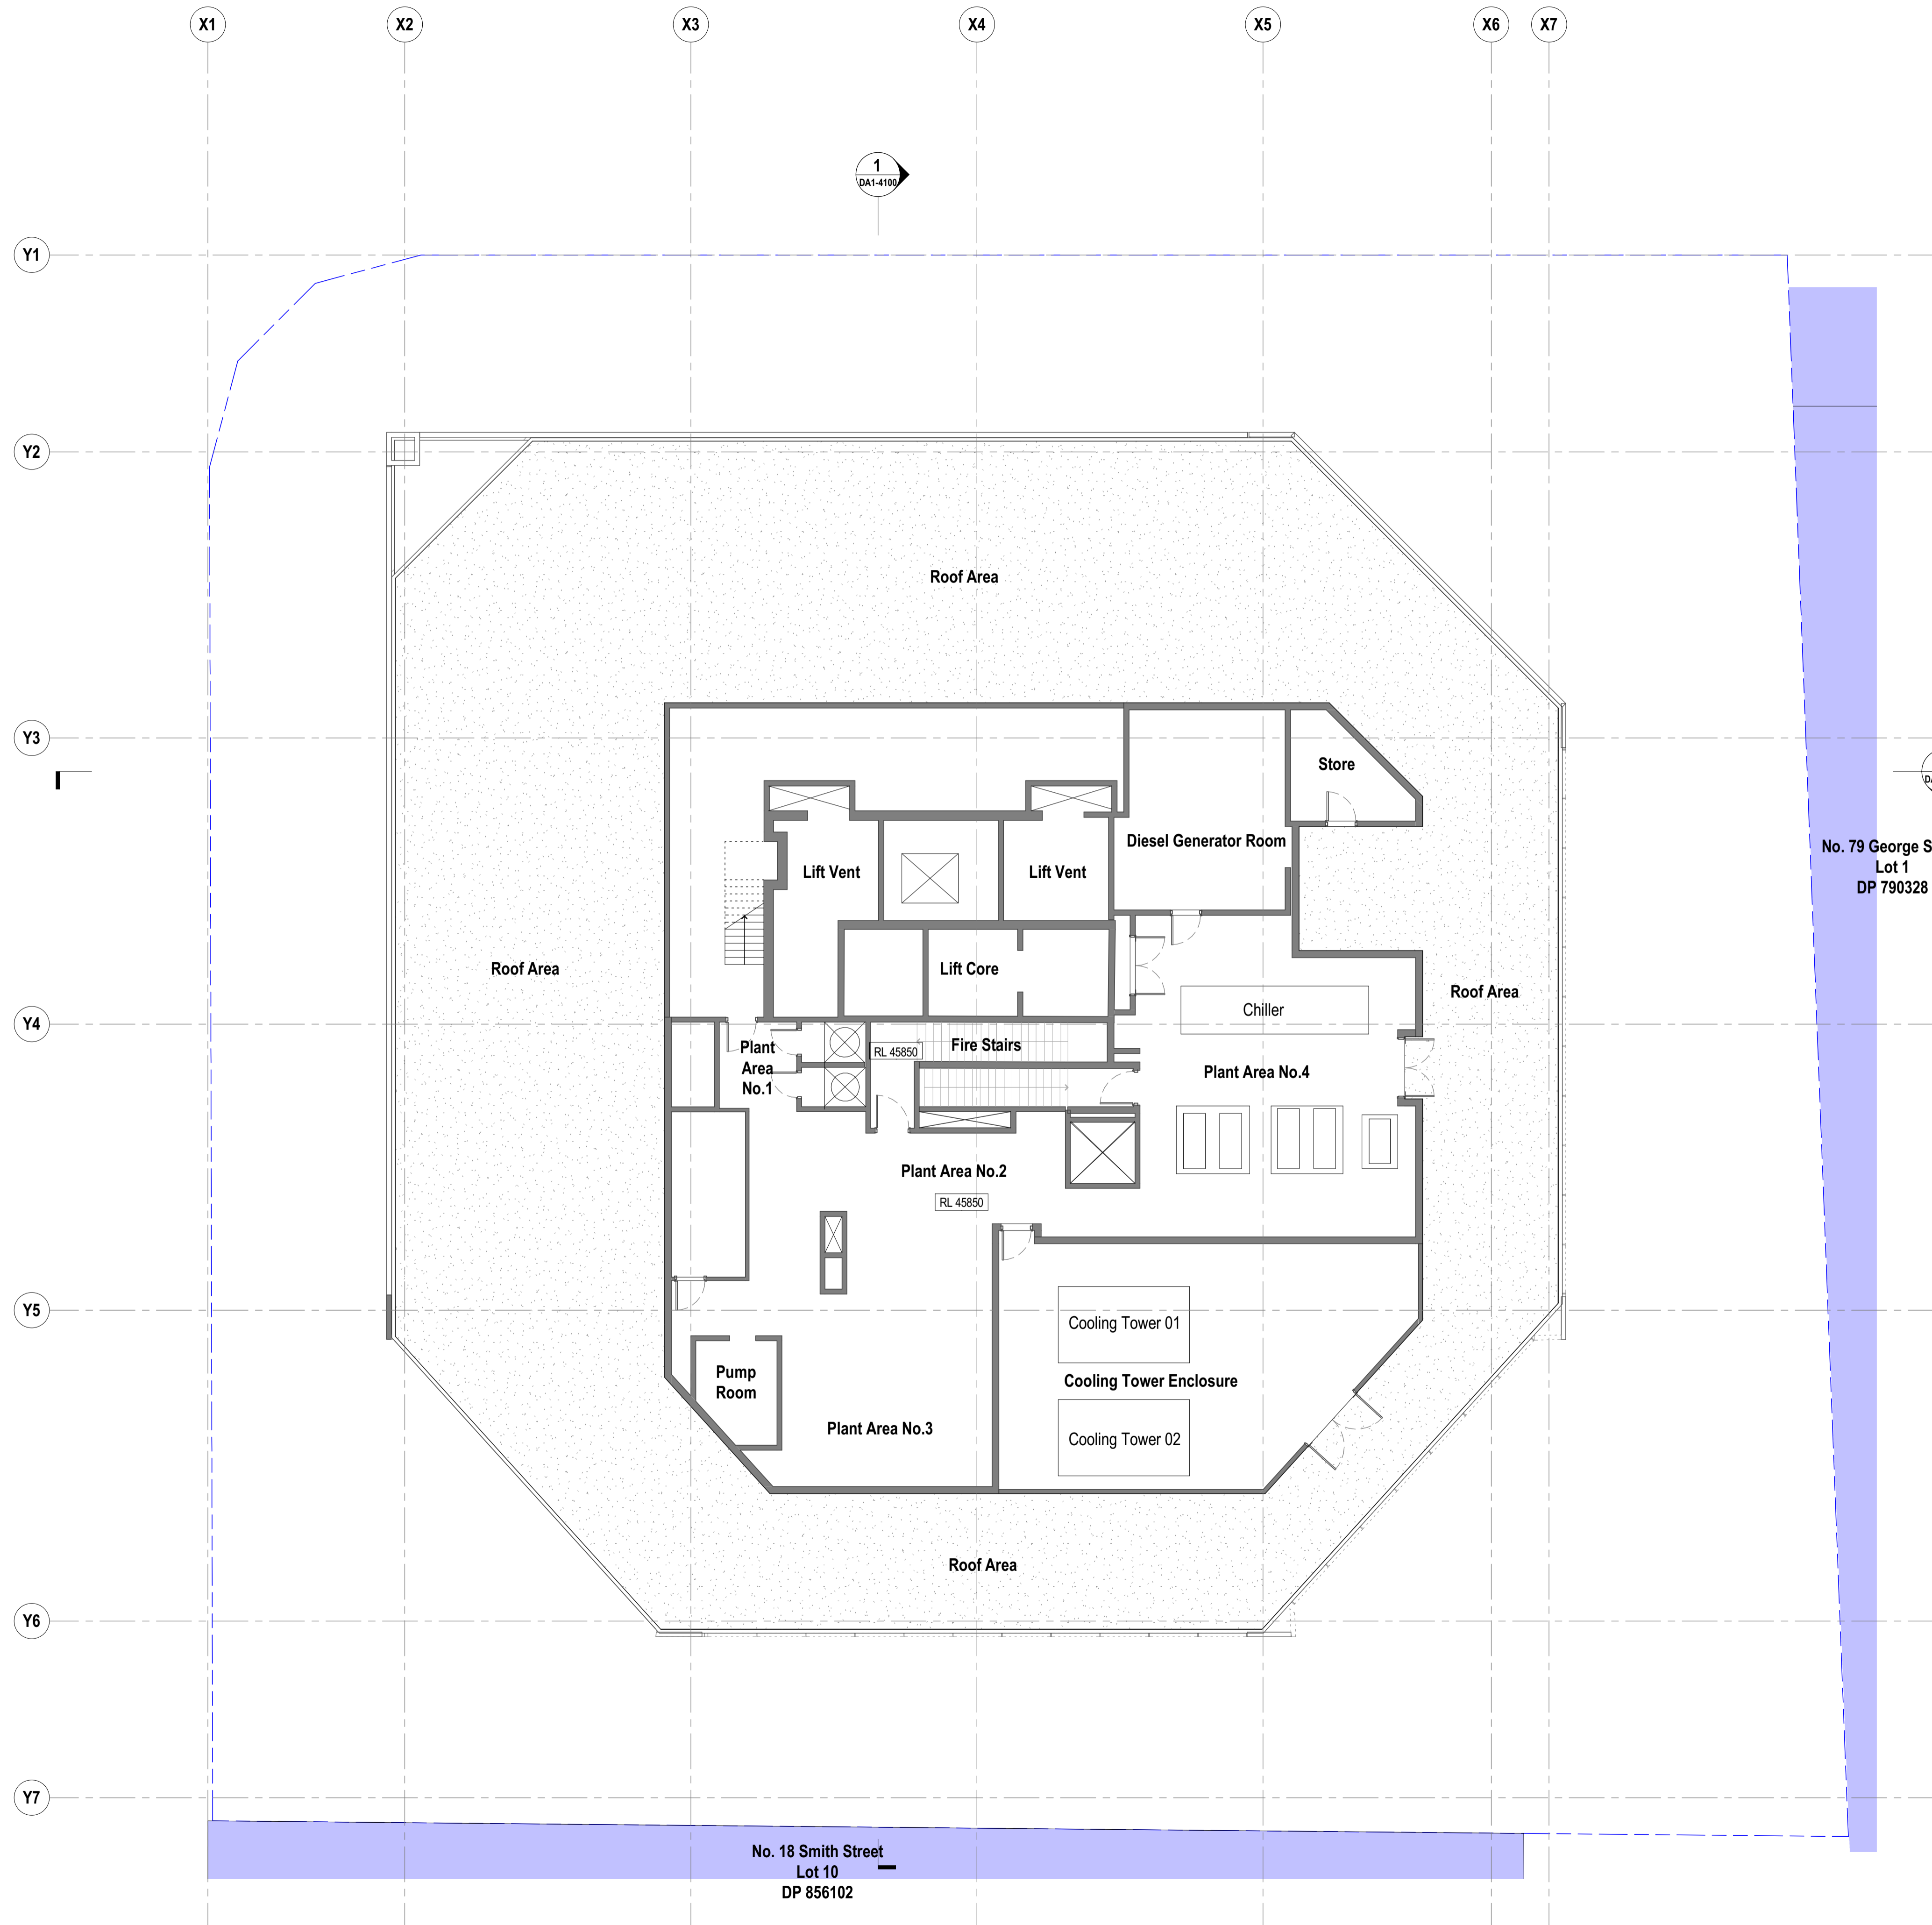 X1
X2
X3
X4
X5
X6
X7
1
DA1-4100
Y1
Y2
Roof Area
Y3
Store
Diesel Generator Room
No. 79 George S
Lot 1
DP 790328
Lift Vent
Lift Vent
Roof Area
Lift Core
Roof Area
Chiller
Y4
Plant
Area
No.1
RL 45850
Fire Stairs
Plant Area No.4
Plant Area No.2
RL 45850
Y5
Cooling Tower 01
Pump
Room
Cooling Tower Enclosure
Plant Area No.3
Cooling Tower 02
Roof Area
Y6
Y7
No. 18 Smith Street
Lot 10
DP 856102